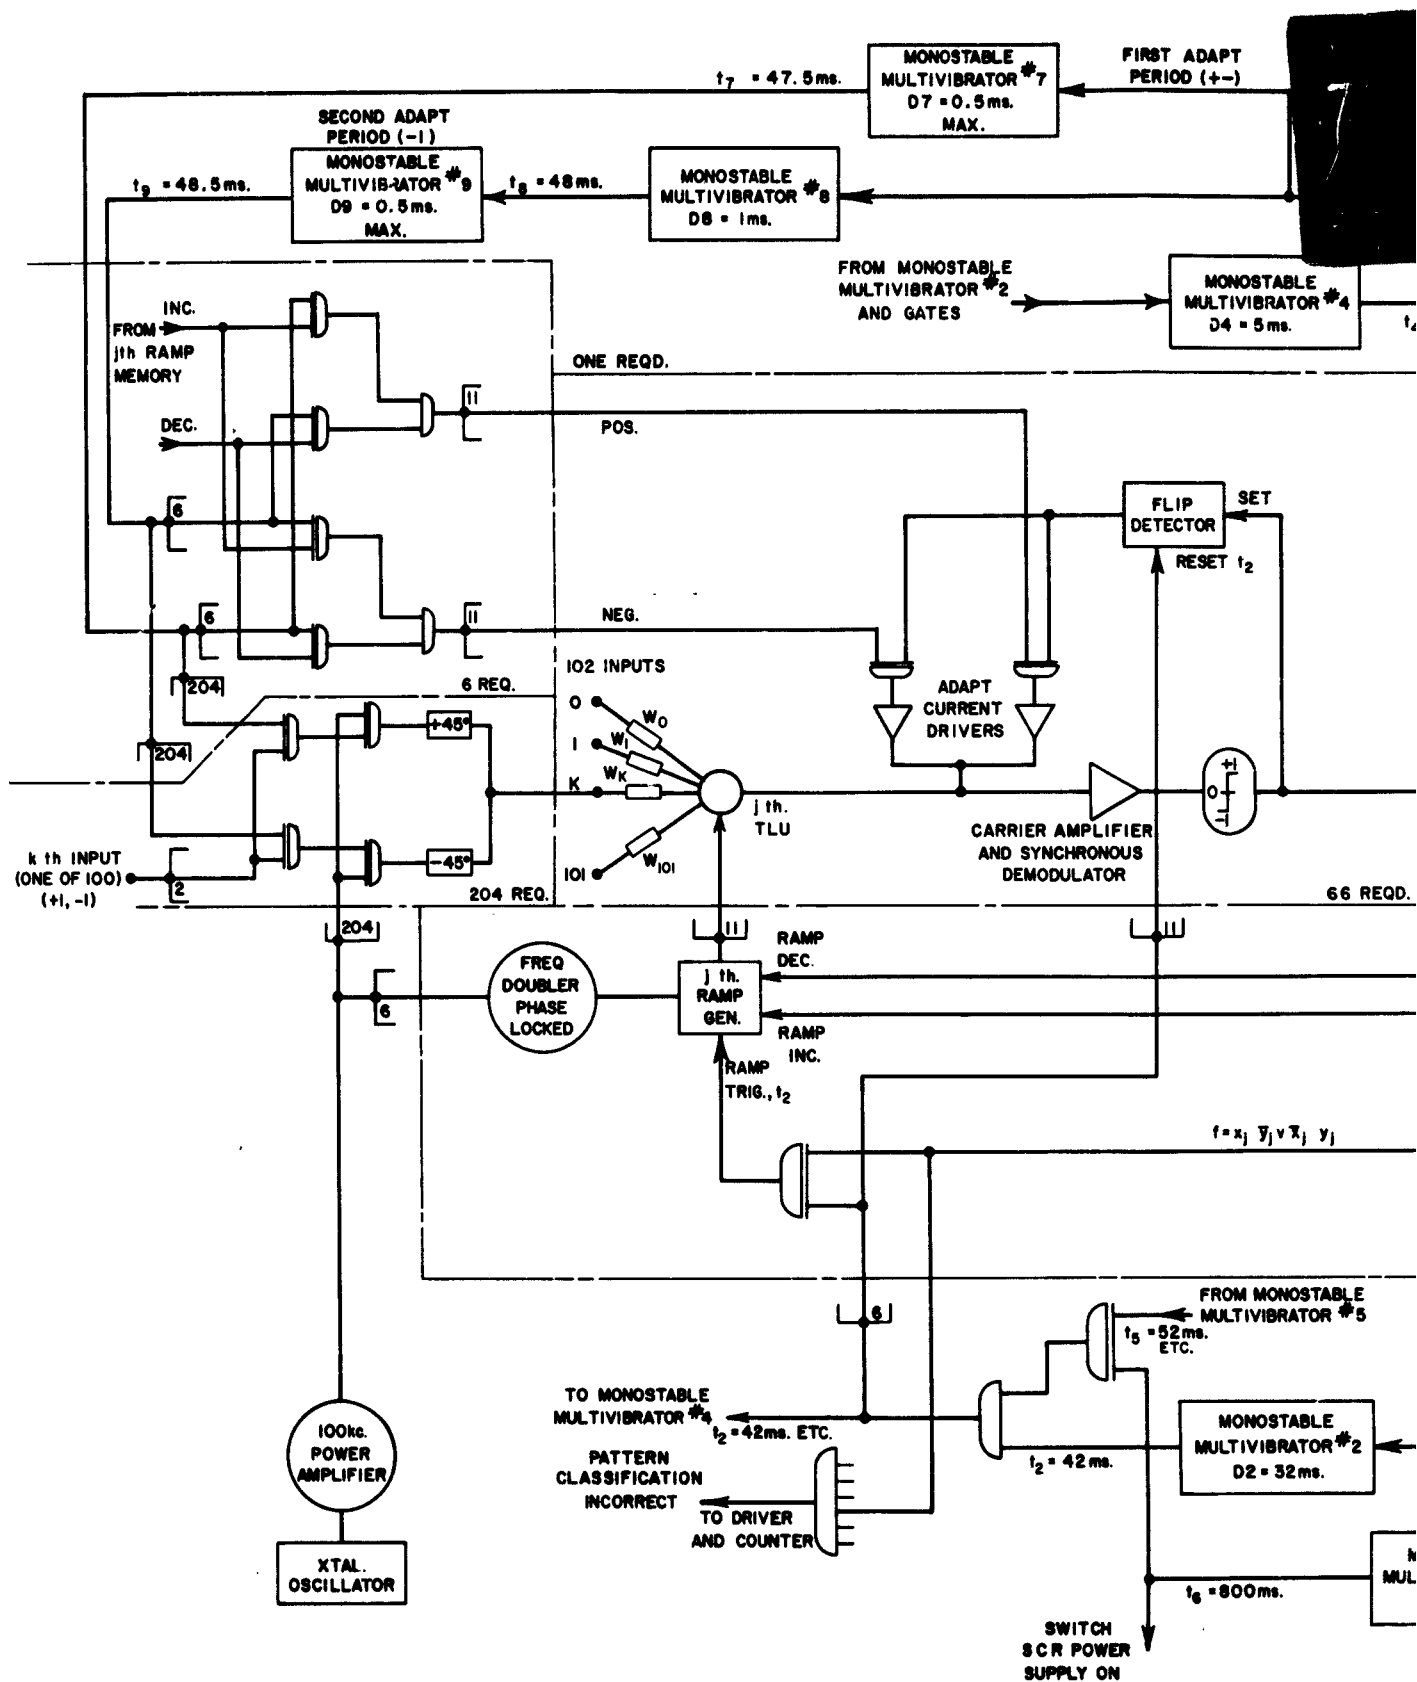 MONOSTABLE
MULTIVIBRATOR #7
D7 = 0.5ms.
MAX.
FIRST ADAPT
PERIOD (+-)
t7 = 47.5ms.
SECOND ADAPT
PERIOD (-1)
MONOSTABLE
MULTIVIBRATOR #9
D9 = 0.5ms.
MAX.
t9 = 48.5ms.
t8 = 48ms.
MONOSTABLE
MULTIVIBRATOR #8
D8 = 1ms.
FROM MONOSTABLE
MULTIVIBRATOR #2
AND GATES
MONOSTABLE
MULTIVIBRATOR #4
D4 = 5ms.
INC.
FROM
jth RAMP
MEMORY
DEC.
ONE REQD.
11
POS.
6
6
11
NEG.
FLIP
DETECTOR
SET
RESET t2
204
6 REQ.
204
+45°
-45°
k th INPUT
(ONE OF 100)
(+1, -1)
2
204 REQ.
102 INPUTS
0
W0
1
W1
K
WK
101
W101
j th.
TLU
ADAPT
CURRENT
DRIVERS
CARRIER AMPLIFIER
AND SYNCHRONOUS
DEMODULATOR
+1
0
-1
66 REQD.
204
6
FREQ
DOUBLER
PHASE
LOCKED
11
j th.
RAMP
GEN.
RAMP
DEC.
RAMP
INC.
11
RAMP
TRIG., t2
f = xj ȳj v x̄j yj
6
FROM MONOSTABLE
MULTIVIBRATOR #5
t5 = 52ms.
ETC.
TO MONOSTABLE
MULTIVIBRATOR #4
t2 = 42ms. ETC.
t2 = 42ms.
MONOSTABLE
MULTIVIBRATOR #2
D2 = 32ms.
PATTERN
CLASSIFICATION
INCORRECT
TO DRIVER
AND COUNTER
100kc.
POWER
AMPLIFIER
XTAL.
OSCILLATOR
t6 = 800ms.
MUL
SWITCH
SCR POWER
SUPPLY ON